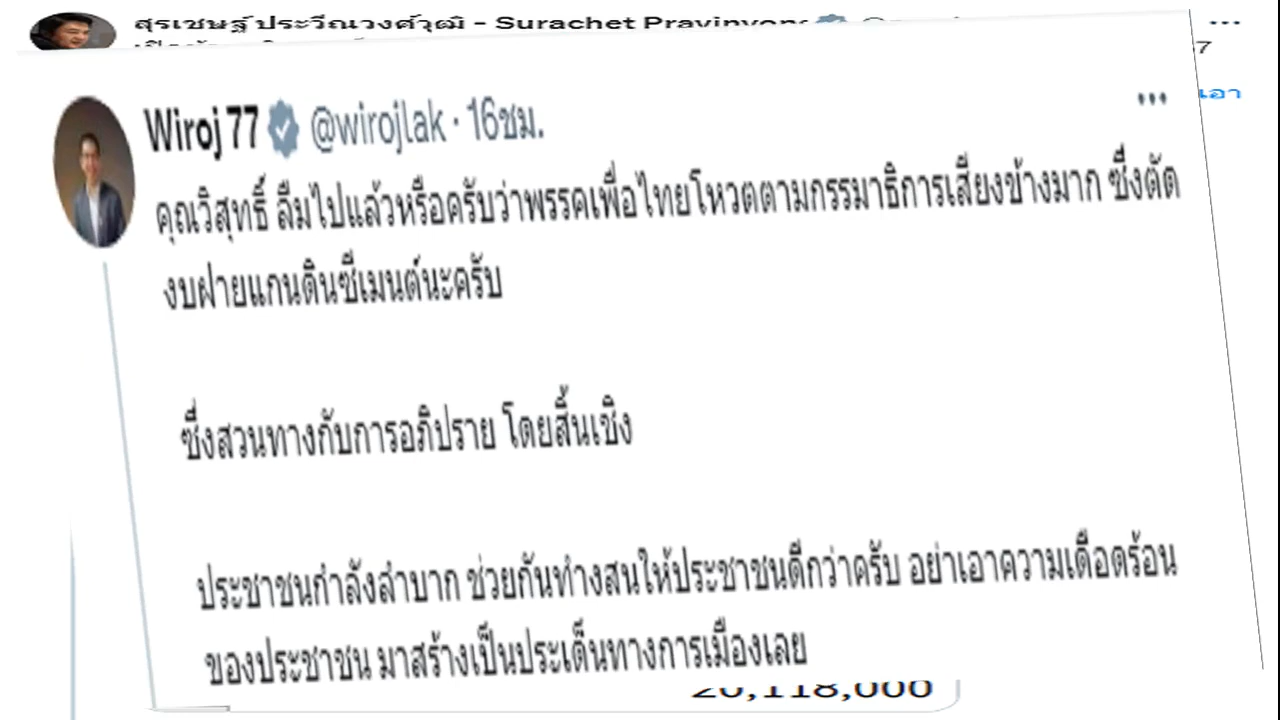 สุรเชษฐ์ ประวีณวงศ์วุฒิ - Surachet
7
เอา
Wiroj 77 @wirojlak · 16ชม.
คุณวิสุทธิ์ ลืมไปแล้วหรือครับว่าพรรคเพื่อไทยโหวตตามกรรมาธิการเสียงข้างมาก ซึ่งตัด
งบฝายแกนดินซีเมนต์นะครับ
ซึ่งสวนทางกับการอภิปราย โดยสิ้นเชิง
ประชาชนกำลังลำบาก ช่วยกันทำงสนให้ประชาชนดีกว่าครับ อย่าเอาความเดือดร้อน
ของประชาชน มาสร้างเป็นประเด็นทางการเมืองเลย
20,118,000